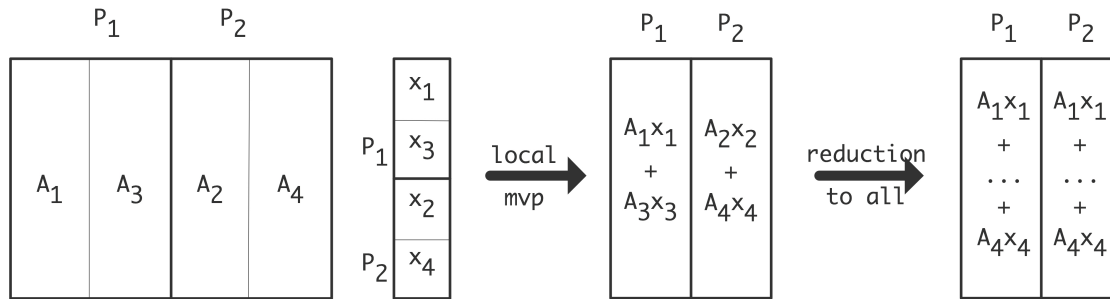 P₁ P₂
A₁ A₃ A₂ A₄
P₁
P₂
x₁
x₃
x₂
x₄
local
mvp
P₁ P₂
A₁x₁ A₂x₂
+ +
A₃x₃ A₄x₄
reduction
to all
P₁ P₂
A₁x₁ A₁x₁
+ +
... ...
+ +
A₄x₄ A₄x₄